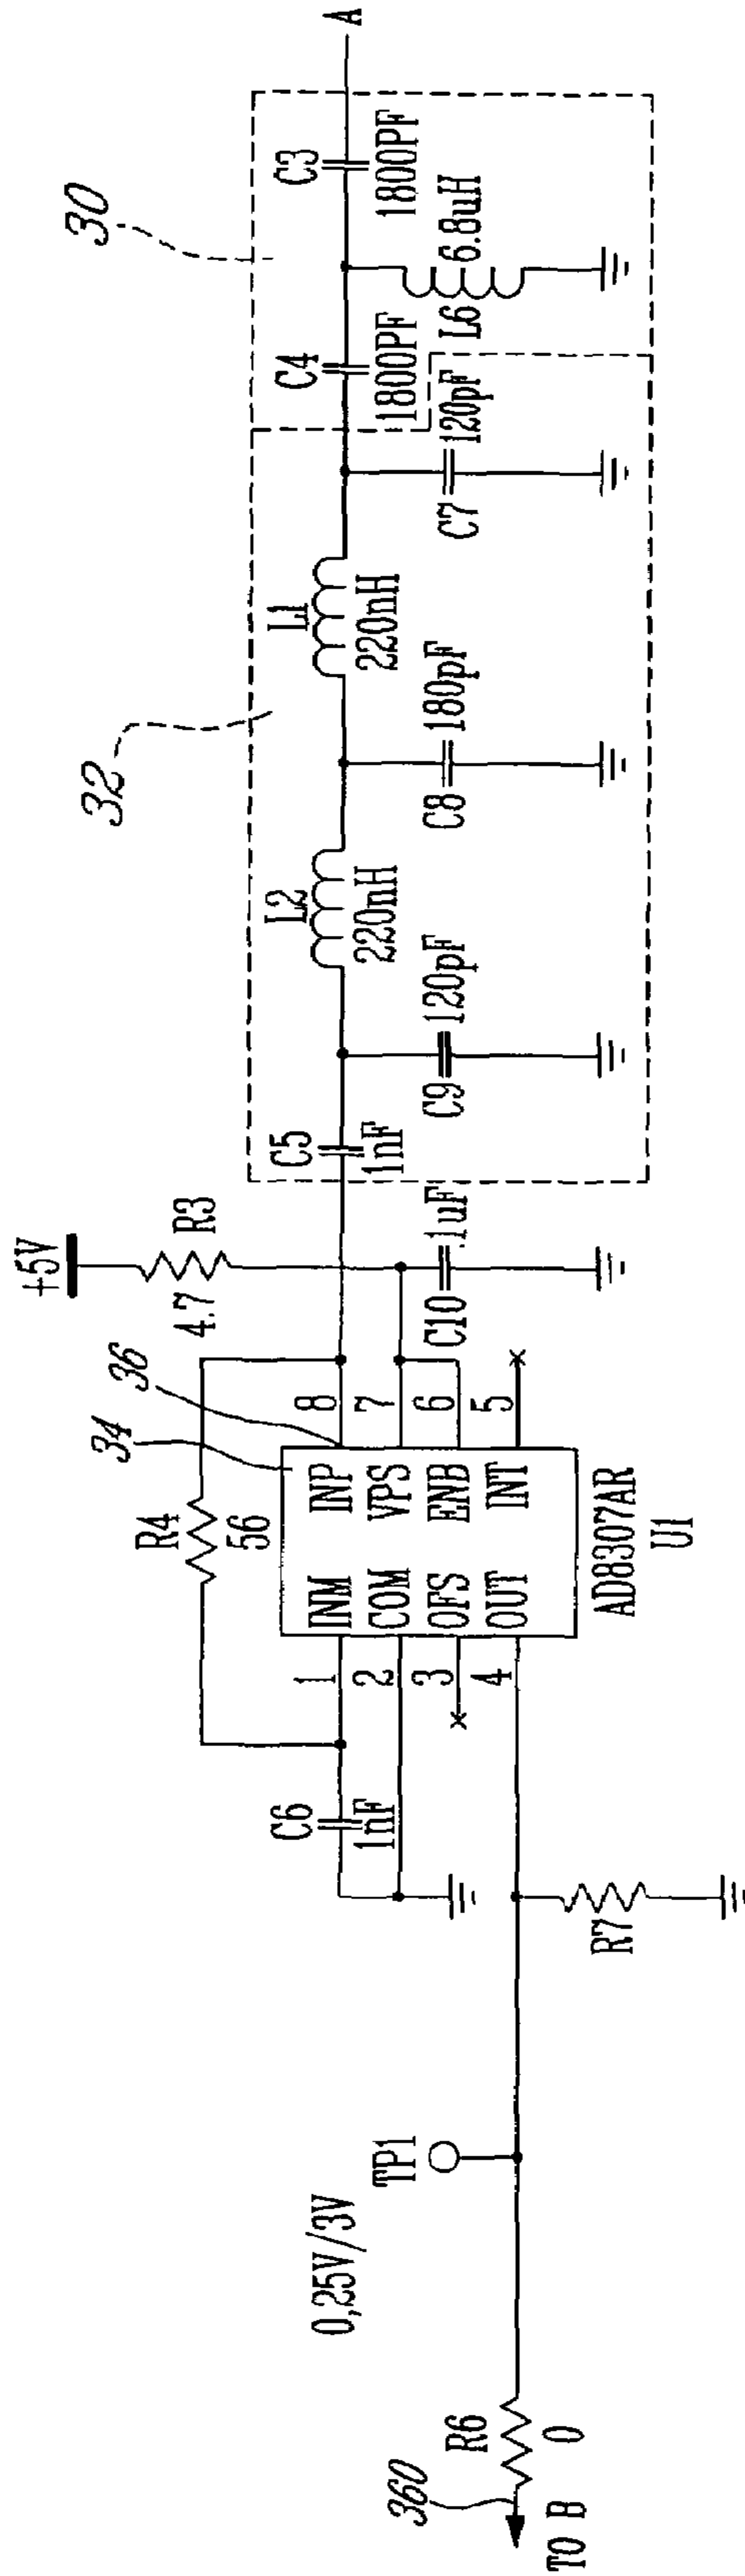 30
32
34
36
A
C3
1800PF
C4
1800PF
L6
6.8uH
C7
120pF
L1
220nH
C8
180pF
L2
220nH
C9
120pF
C5
1nF
+5V
R3
4.7
C10
.1uF
R4
56
8
7
6
5
INM INP
COM VPS
OFS ENB
OUT INT
1
2
3
4
AD8307AR
U1
C6
1nF
R7
TP1
0,25V/3V
R6
0
360
TO B